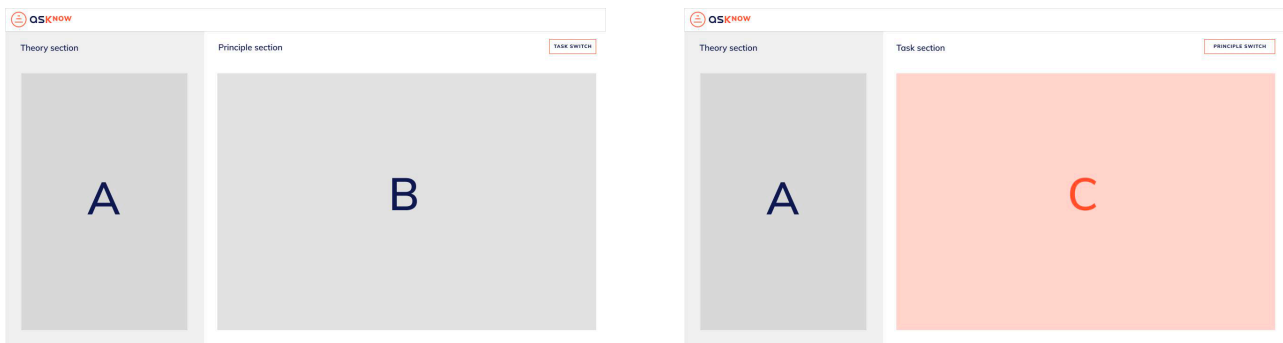 asKNOW
Theory section
Principle section
TASK SWITCH
A
B
asKNOW
Theory section
Task section
PRINCIPLE SWITCH
A
C